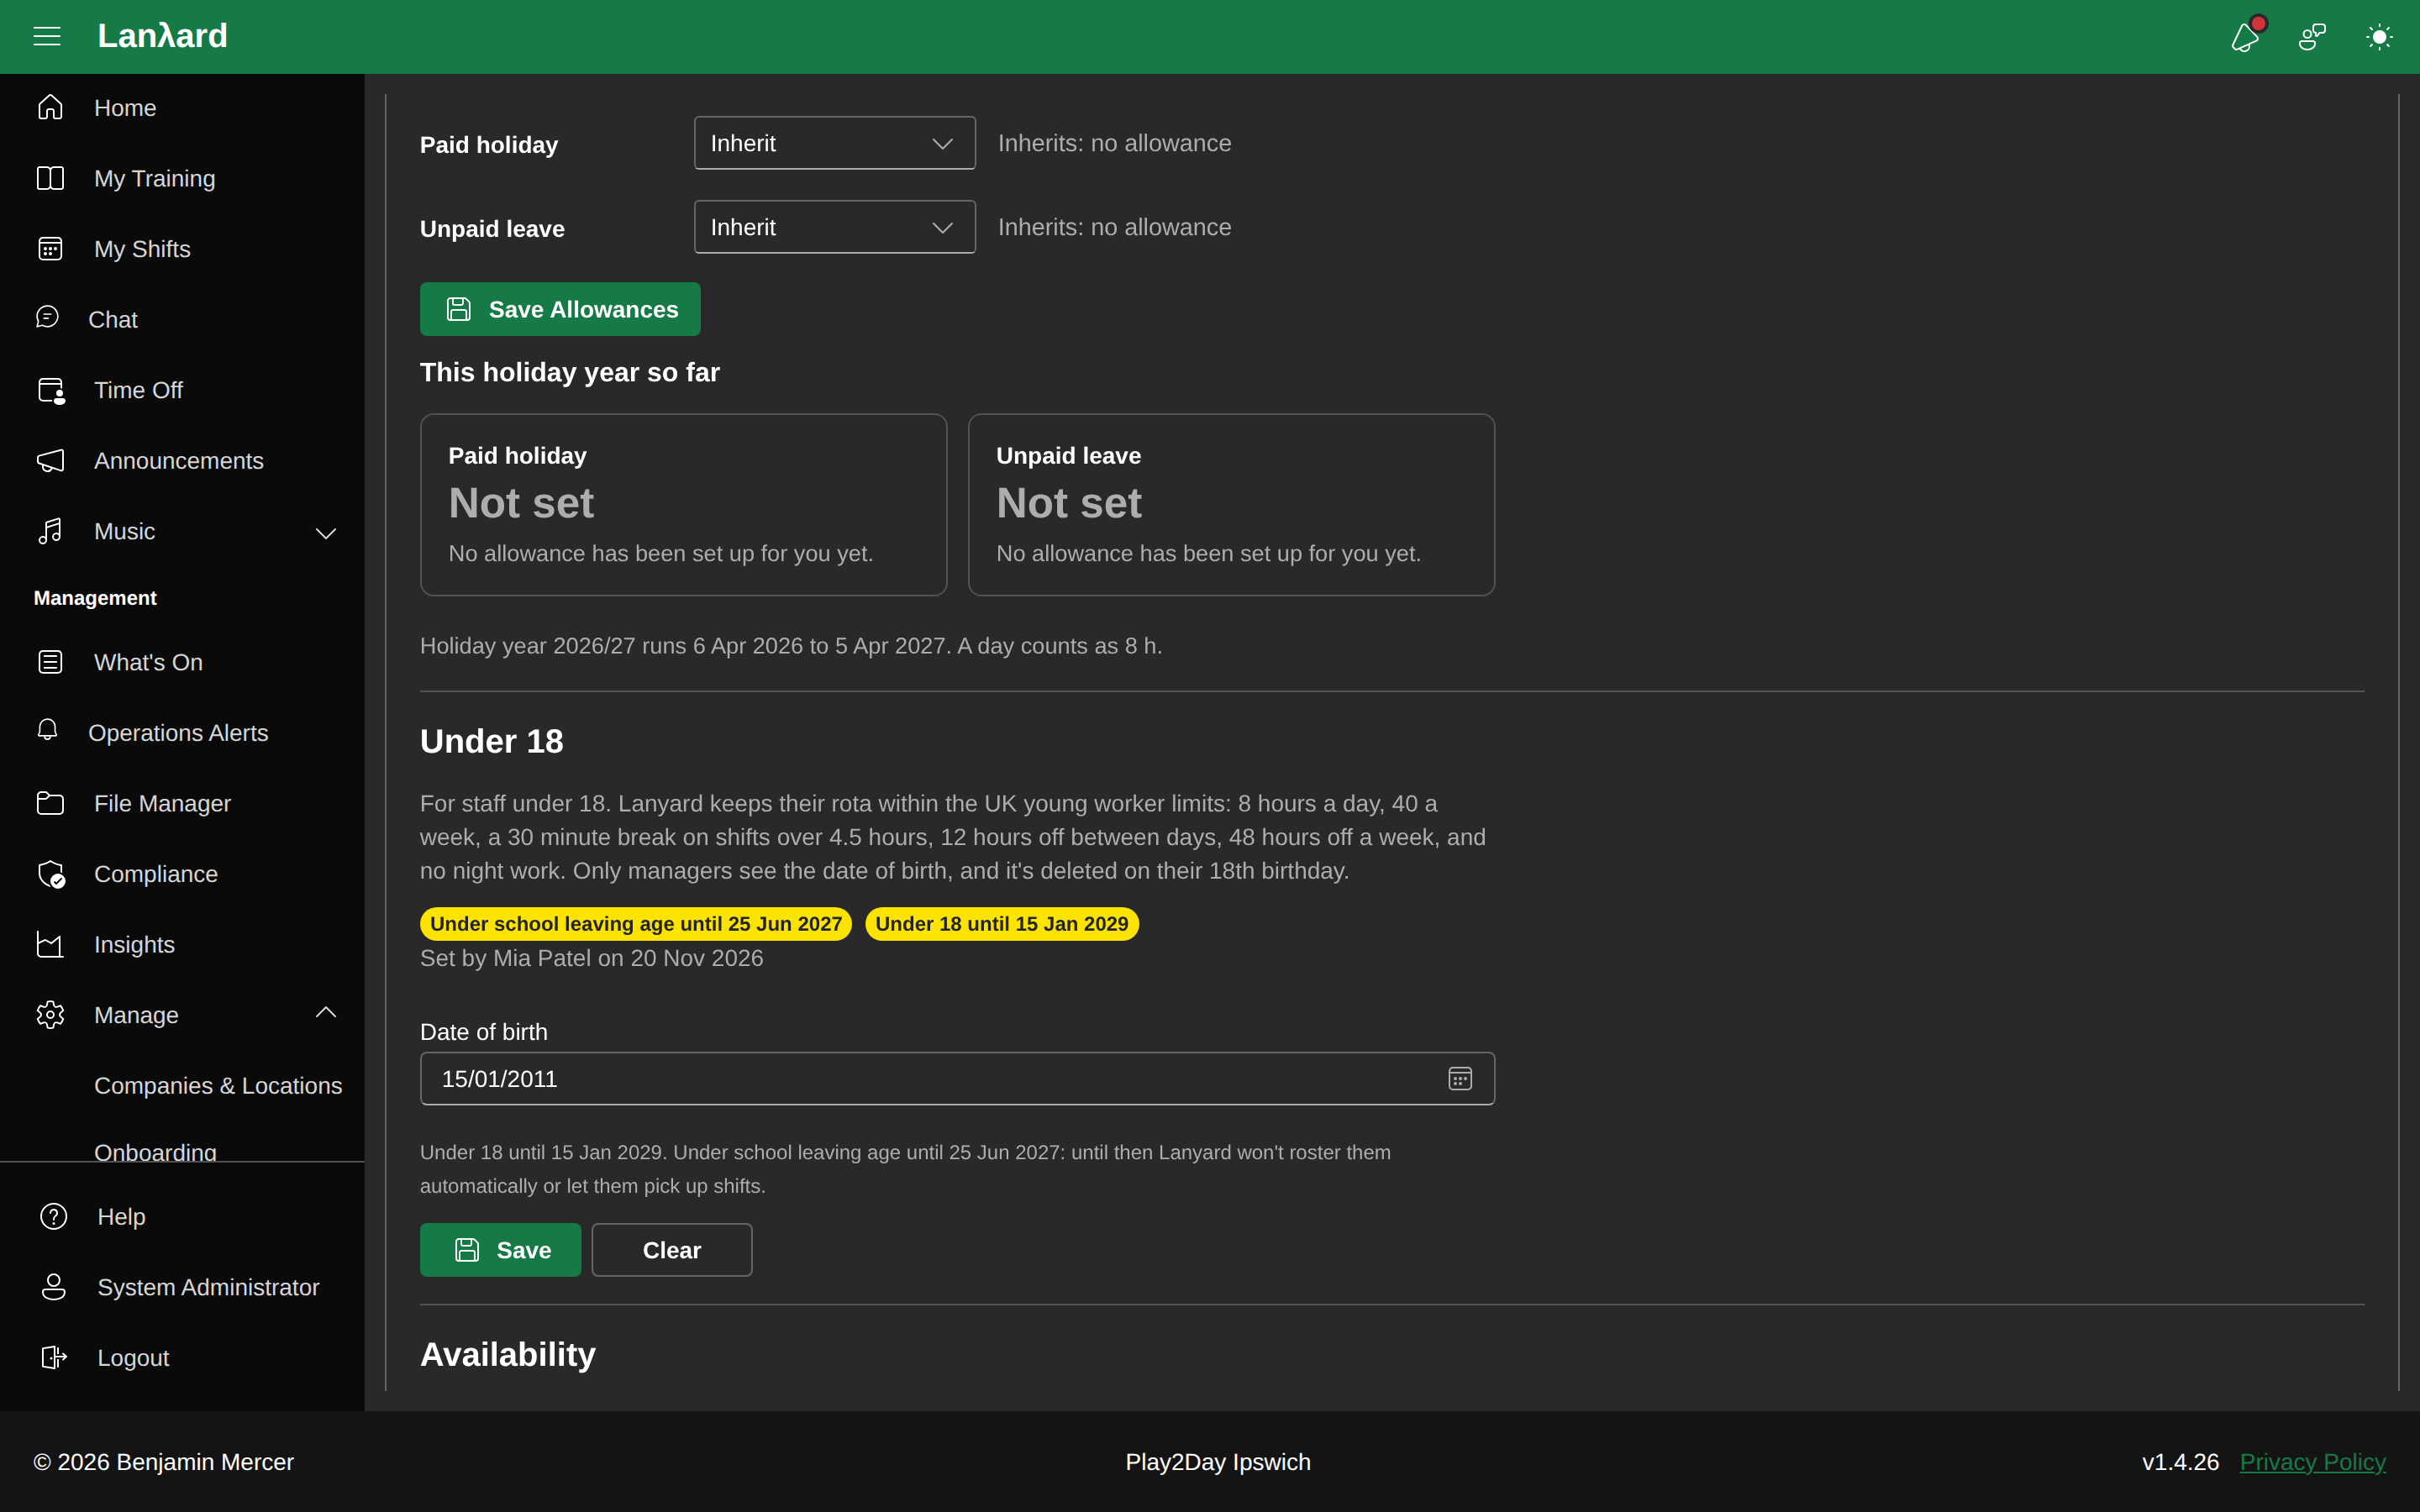 Lanλard
Home
My Training
My Shifts
Chat
Time Off
Announcements
Music
Management
What's On
Operations Alerts
File Manager
Compliance
Insights
Manage
Companies & Locations
Onboarding
Help
System Administrator
Logout
Paid holiday
Inherit
Inherits: no allowance
Unpaid leave
Inherit
Inherits: no allowance
Save Allowances
This holiday year so far
Paid holiday
Not set
No allowance has been set up for you yet.
Unpaid leave
Not set
No allowance has been set up for you yet.
Holiday year 2026/27 runs 6 Apr 2026 to 5 Apr 2027. A day counts as 8 h.
Under 18
For staff under 18. Lanyard keeps their rota within the UK young worker limits: 8 hours a day, 40 a
week, a 30 minute break on shifts over 4.5 hours, 12 hours off between days, 48 hours off a week, and
no night work. Only managers see the date of birth, and it's deleted on their 18th birthday.
Under school leaving age until 25 Jun 2027
Under 18 until 15 Jan 2029
Set by Mia Patel on 20 Nov 2026
Date of birth
15/01/2011
Under 18 until 15 Jan 2029. Under school leaving age until 25 Jun 2027: until then Lanyard won't roster them
automatically or let them pick up shifts.
Save
Clear
Availability
© 2026 Benjamin Mercer
Play2Day Ipswich
v1.4.26
Privacy Policy